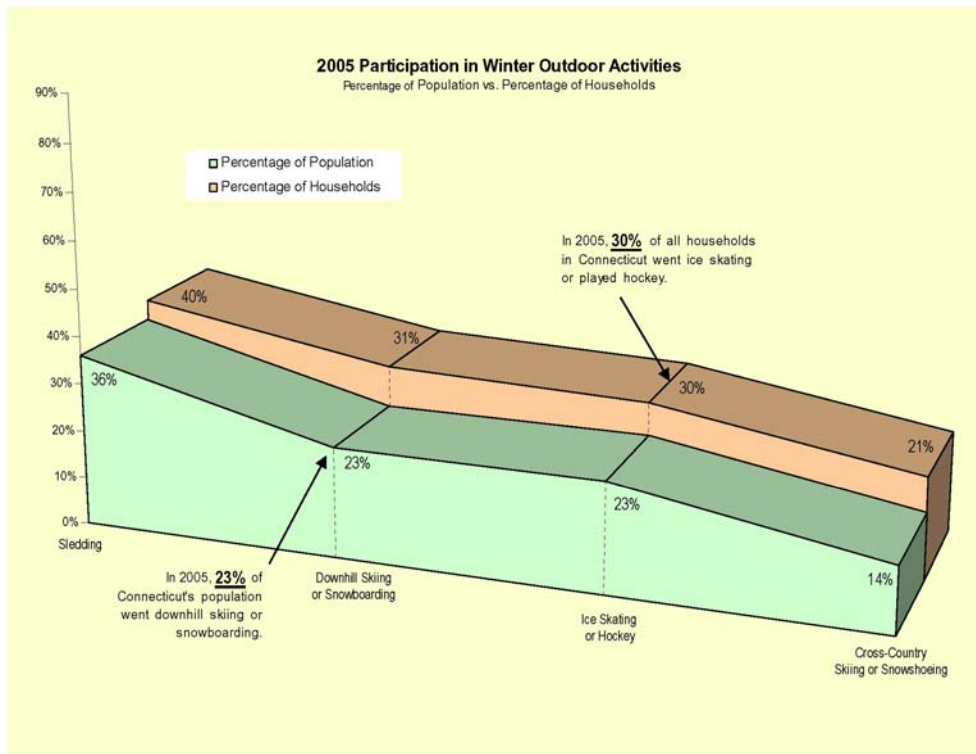 2005 Participation in Winter Outdoor Activities
Percentage of Population vs. Percentage of Households
90%
80%
70%
60%
50%
40%
30%
20%
10%
0%
Percentage of Population
Percentage of Households
In 2005, 30% of all households
in Connecticut went ice skating
or played hockey.
40%
31%
30%
21%
36%
23%
23%
14%
In 2005, 23% of
Connecticut's population
went downhill skiing or
snowboarding.
Sledding
Downhill Skiing
or Snowboarding
Ice Skating
or Hockey
Cross-Country
Skiing or Snowshoeing